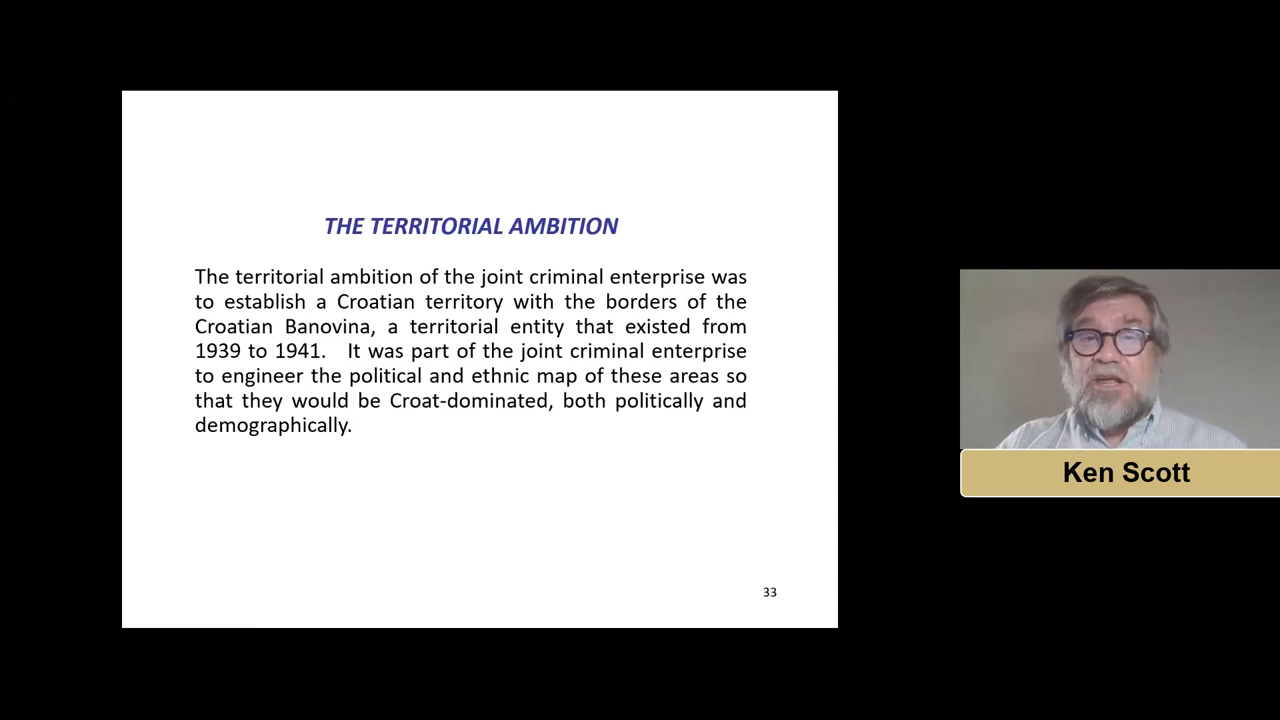 THE TERRITORIAL AMBITION
The territorial ambition of the joint criminal enterprise was
to establish a Croatian territory with the borders of the
Croatian Banovina, a territorial entity that existed from
1939 to 1941. It was part of the joint criminal enterprise
to engineer the political and ethnic map of these areas so
that they would be Croat-dominated, both politically and
demographically.
33
Ken Scott